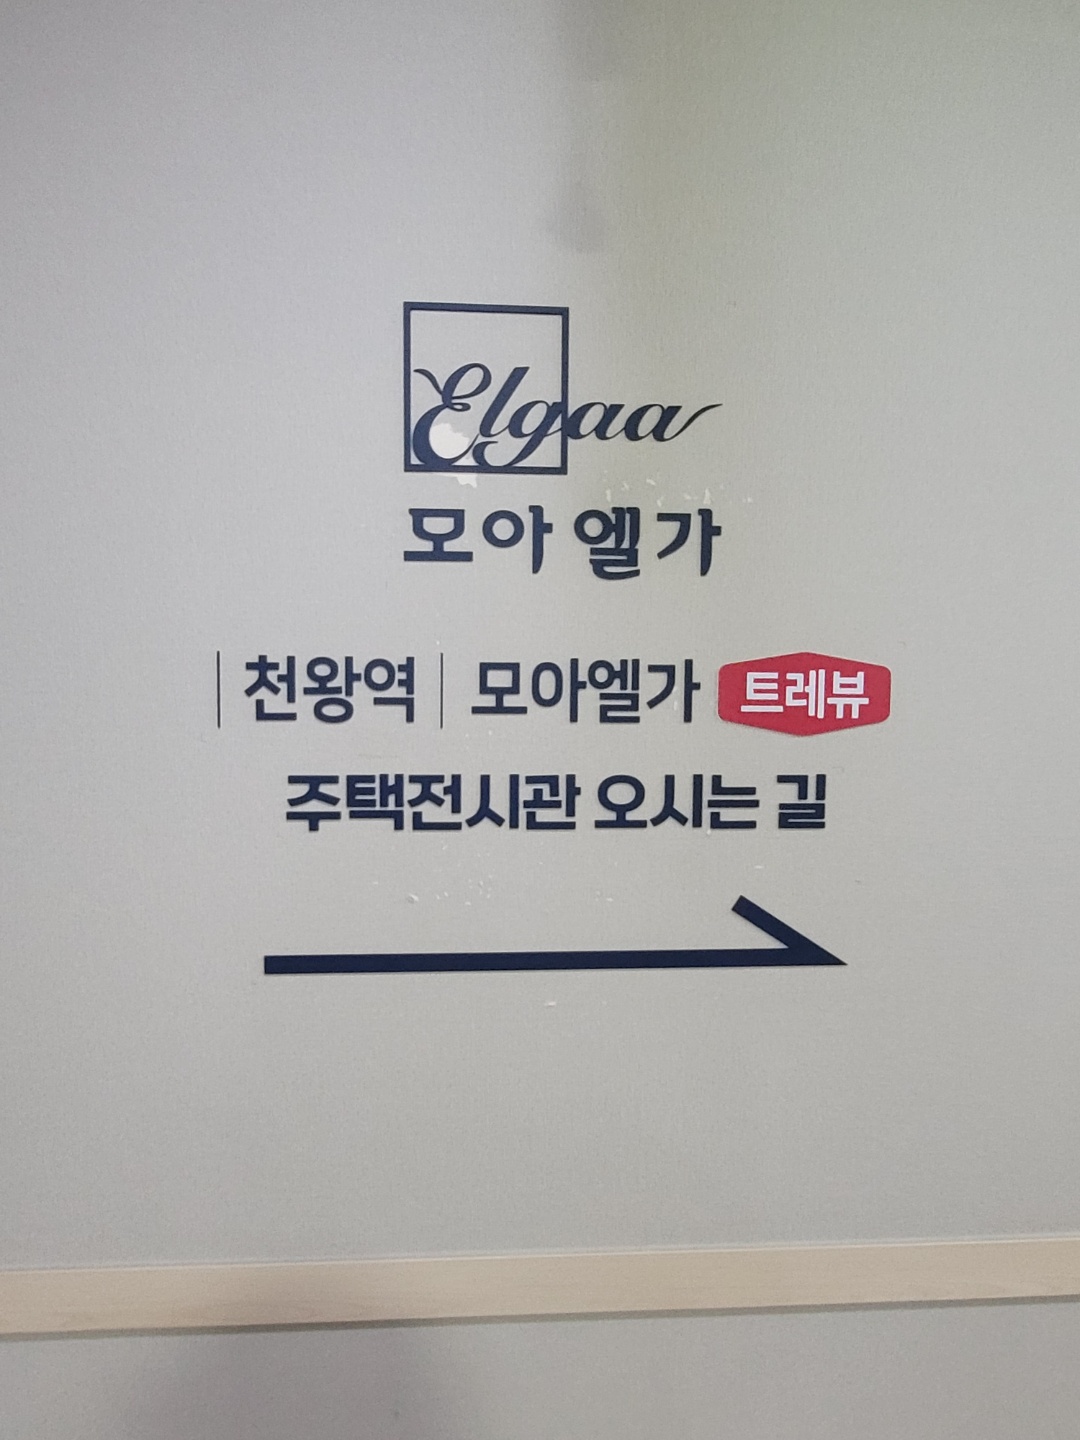 Elgaa
모아엘가
천왕역 모아엘가 트레뷰
주택전시관 오시는 길